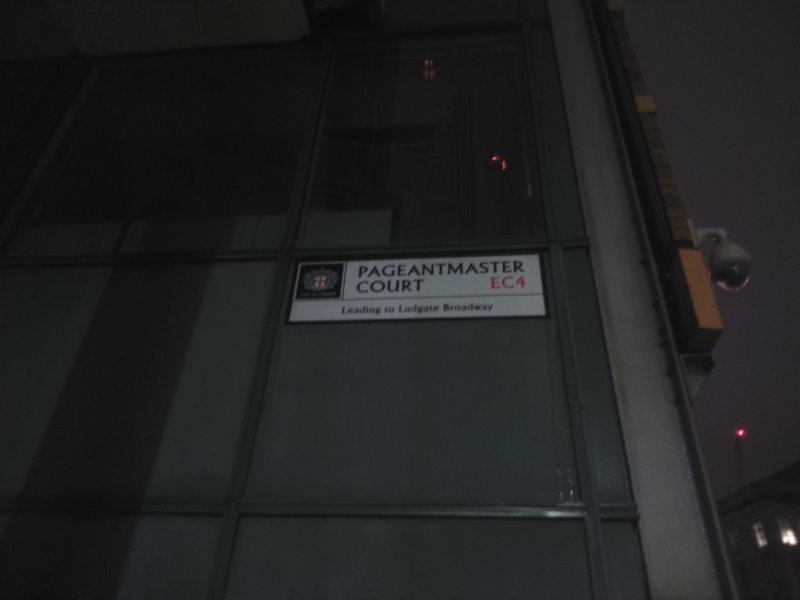 PAGEANTMASTER
COURT EC4
Leading to Ludgate Broadway